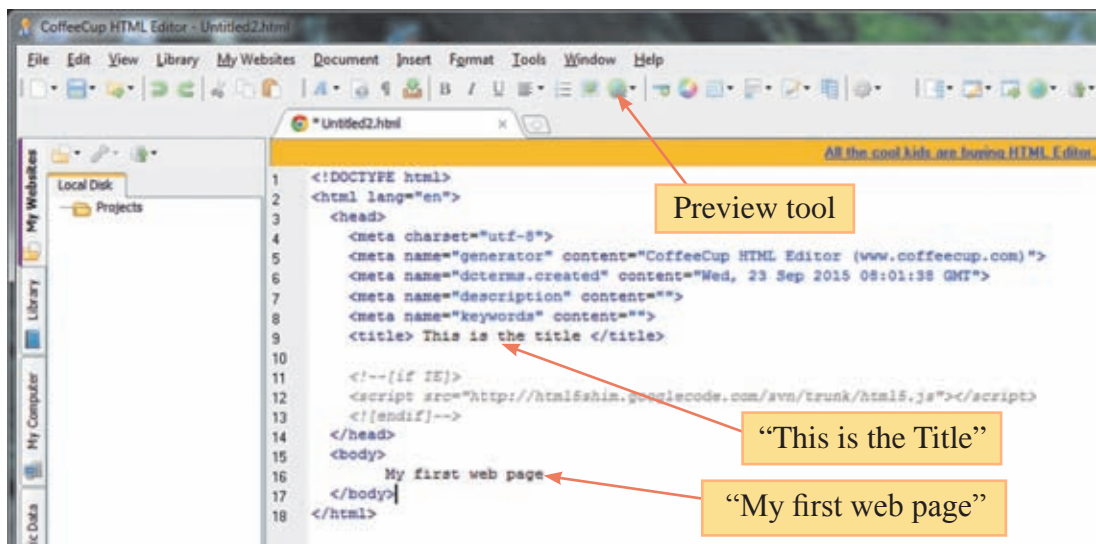 CoffeeCup HTML Editor - Untitled2.html
File Edit View Library My Websites Document Insert Format Tools Window Help
* Untitled2.html
All the cool kids are buying HTML Editor.
My Websites
Local Disk
Projects
Library
My Computer
Preview tool
1 <!DOCTYPE html>
2 <html lang="en">
3 <head>
4 <meta charset="utf-8">
5 <meta name="generator" content="CoffeeCup HTML Editor (www.coffeecup.com)">
6 <meta name="dcterms.created" content="Wed, 23 Sep 2015 08:01:38 GMT">
7 <meta name="description" content="">
8 <meta name="keywords" content="">
9 <title> This is the title </title>
10
11 <!--[if IE]>
12 <script src="http://html5shim.googlecode.com/svn/trunk/html5.js"></script>
13 <![endif]-->
14 </head>
15 <body>
16 My first web page
17 </body>
18 </html>
“This is the Title”
“My first web page”